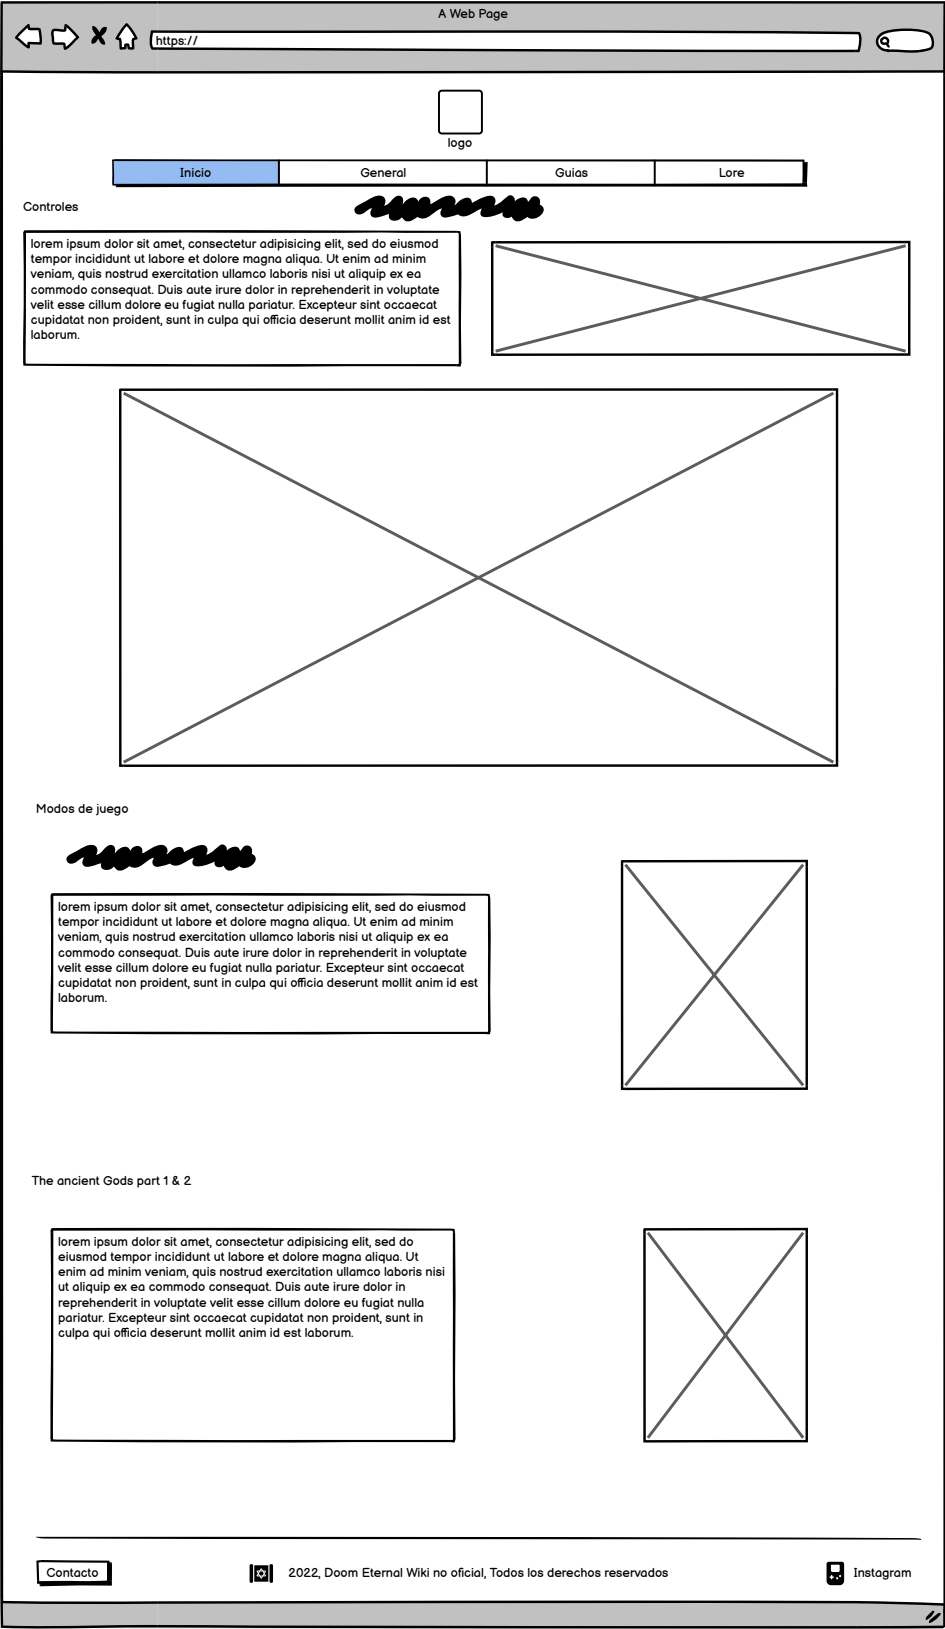 A Web Page
https://
logo
Inicio General Guias Lore
Controles
lorem ipsum dolor sit amet, consectetur adipisicing elit, sed do eiusmod
tempor incididunt ut labore et dolore magna aliqua. Ut enim ad minim
veniam, quis nostrud exercitation ullamco laboris nisi ut aliquip ex ea
commodo consequat. Duis aute irure dolor in reprehenderit in voluptate
velit esse cillum dolore eu fugiat nulla pariatur. Excepteur sint occaecat
cupidatat non proident, sunt in culpa qui officia deserunt mollit anim id est
laborum.
Modos de juego
lorem ipsum dolor sit amet, consectetur adipisicing elit, sed do eiusmod
tempor incididunt ut labore et dolore magna aliqua. Ut enim ad minim
veniam, quis nostrud exercitation ullamco laboris nisi ut aliquip ex ea
commodo consequat. Duis aute irure dolor in reprehenderit in voluptate
velit esse cillum dolore eu fugiat nulla pariatur. Excepteur sint occaecat
cupidatat non proident, sunt in culpa qui officia deserunt mollit anim id est
laborum.
The ancient Gods part 1 & 2
lorem ipsum dolor sit amet, consectetur adipisicing elit, sed do
eiusmod tempor incididunt ut labore et dolore magna aliqua. Ut
enim ad minim veniam, quis nostrud exercitation ullamco laboris nisi
ut aliquip ex ea commodo consequat. Duis aute irure dolor in
reprehenderit in voluptate velit esse cillum dolore eu fugiat nulla
pariatur. Excepteur sint occaecat cupidatat non proident, sunt in
culpa qui officia deserunt mollit anim id est laborum.
Contacto 2022, Doom Eternal Wiki no oficial, Todos los derechos reservados Instagram